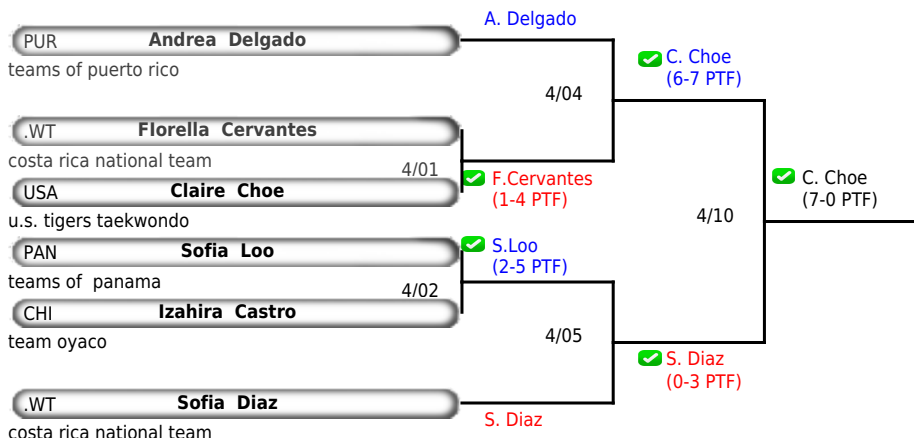 A. Delgado
PUR Andrea Delgado
teams of puerto rico
C. Choe
(6-7 PTF)
4/04
.WT Florella Cervantes
costa rica national team
4/01
F.Cervantes
(1-4 PTF)
C. Choe
(7-0 PTF)
USA Claire Choe
u.s. tigers taekwondo
4/10
PAN Sofia Loo
S.Loo
(2-5 PTF)
teams of panama
4/02
CHI Izahira Castro
team oyaco
4/05
S. Diaz
(0-3 PTF)
.WT Sofia Diaz
S. Diaz
costa rica national team